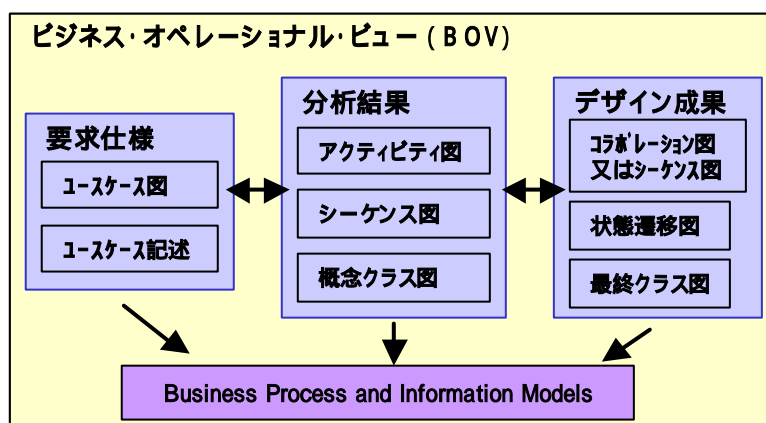 ビジネス・オペレーショナル・ビュー(BOV)
要求仕様
ユースケース図
ユースケース記述
分析結果
アクティビティ図
シーケンス図
概念クラス図
デザイン成果
コラボレーション図
又はシーケンス図
状態遷移図
最終クラス図
Business Process and Information Models